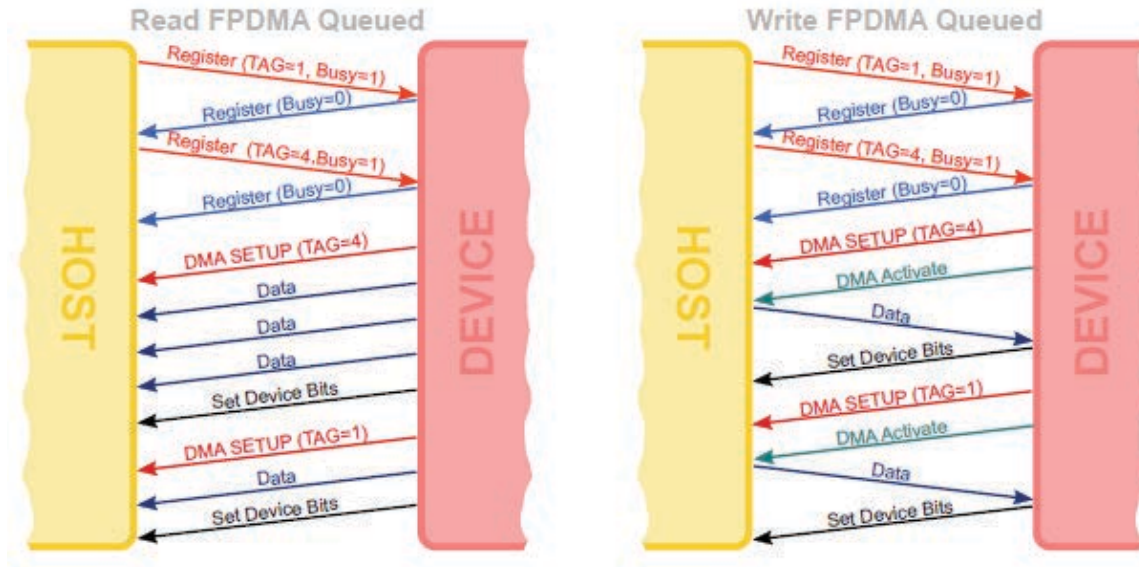 Read FPDMA Queued
HOST
DEVICE
Register (TAG=1, Busy=1)
Register (Busy=0)
Register (TAG=4,Busy=1)
Register (Busy=0)
DMA SETUP (TAG=4)
Data
Data
Data
Set Device Bits
DMA SETUP (TAG=1)
Data
Set Device Bits
Write FPDMA Queued
HOST
DEVICE
Register (TAG=1, Busy=1)
Register (Busy=0)
Register (TAG=4, Busy=1)
Register (Busy=0)
DMA SETUP (TAG=4)
DMA Activate
Data
Set Device Bits
DMA SETUP (TAG=1)
DMA Activate
Data
Set Device Bits